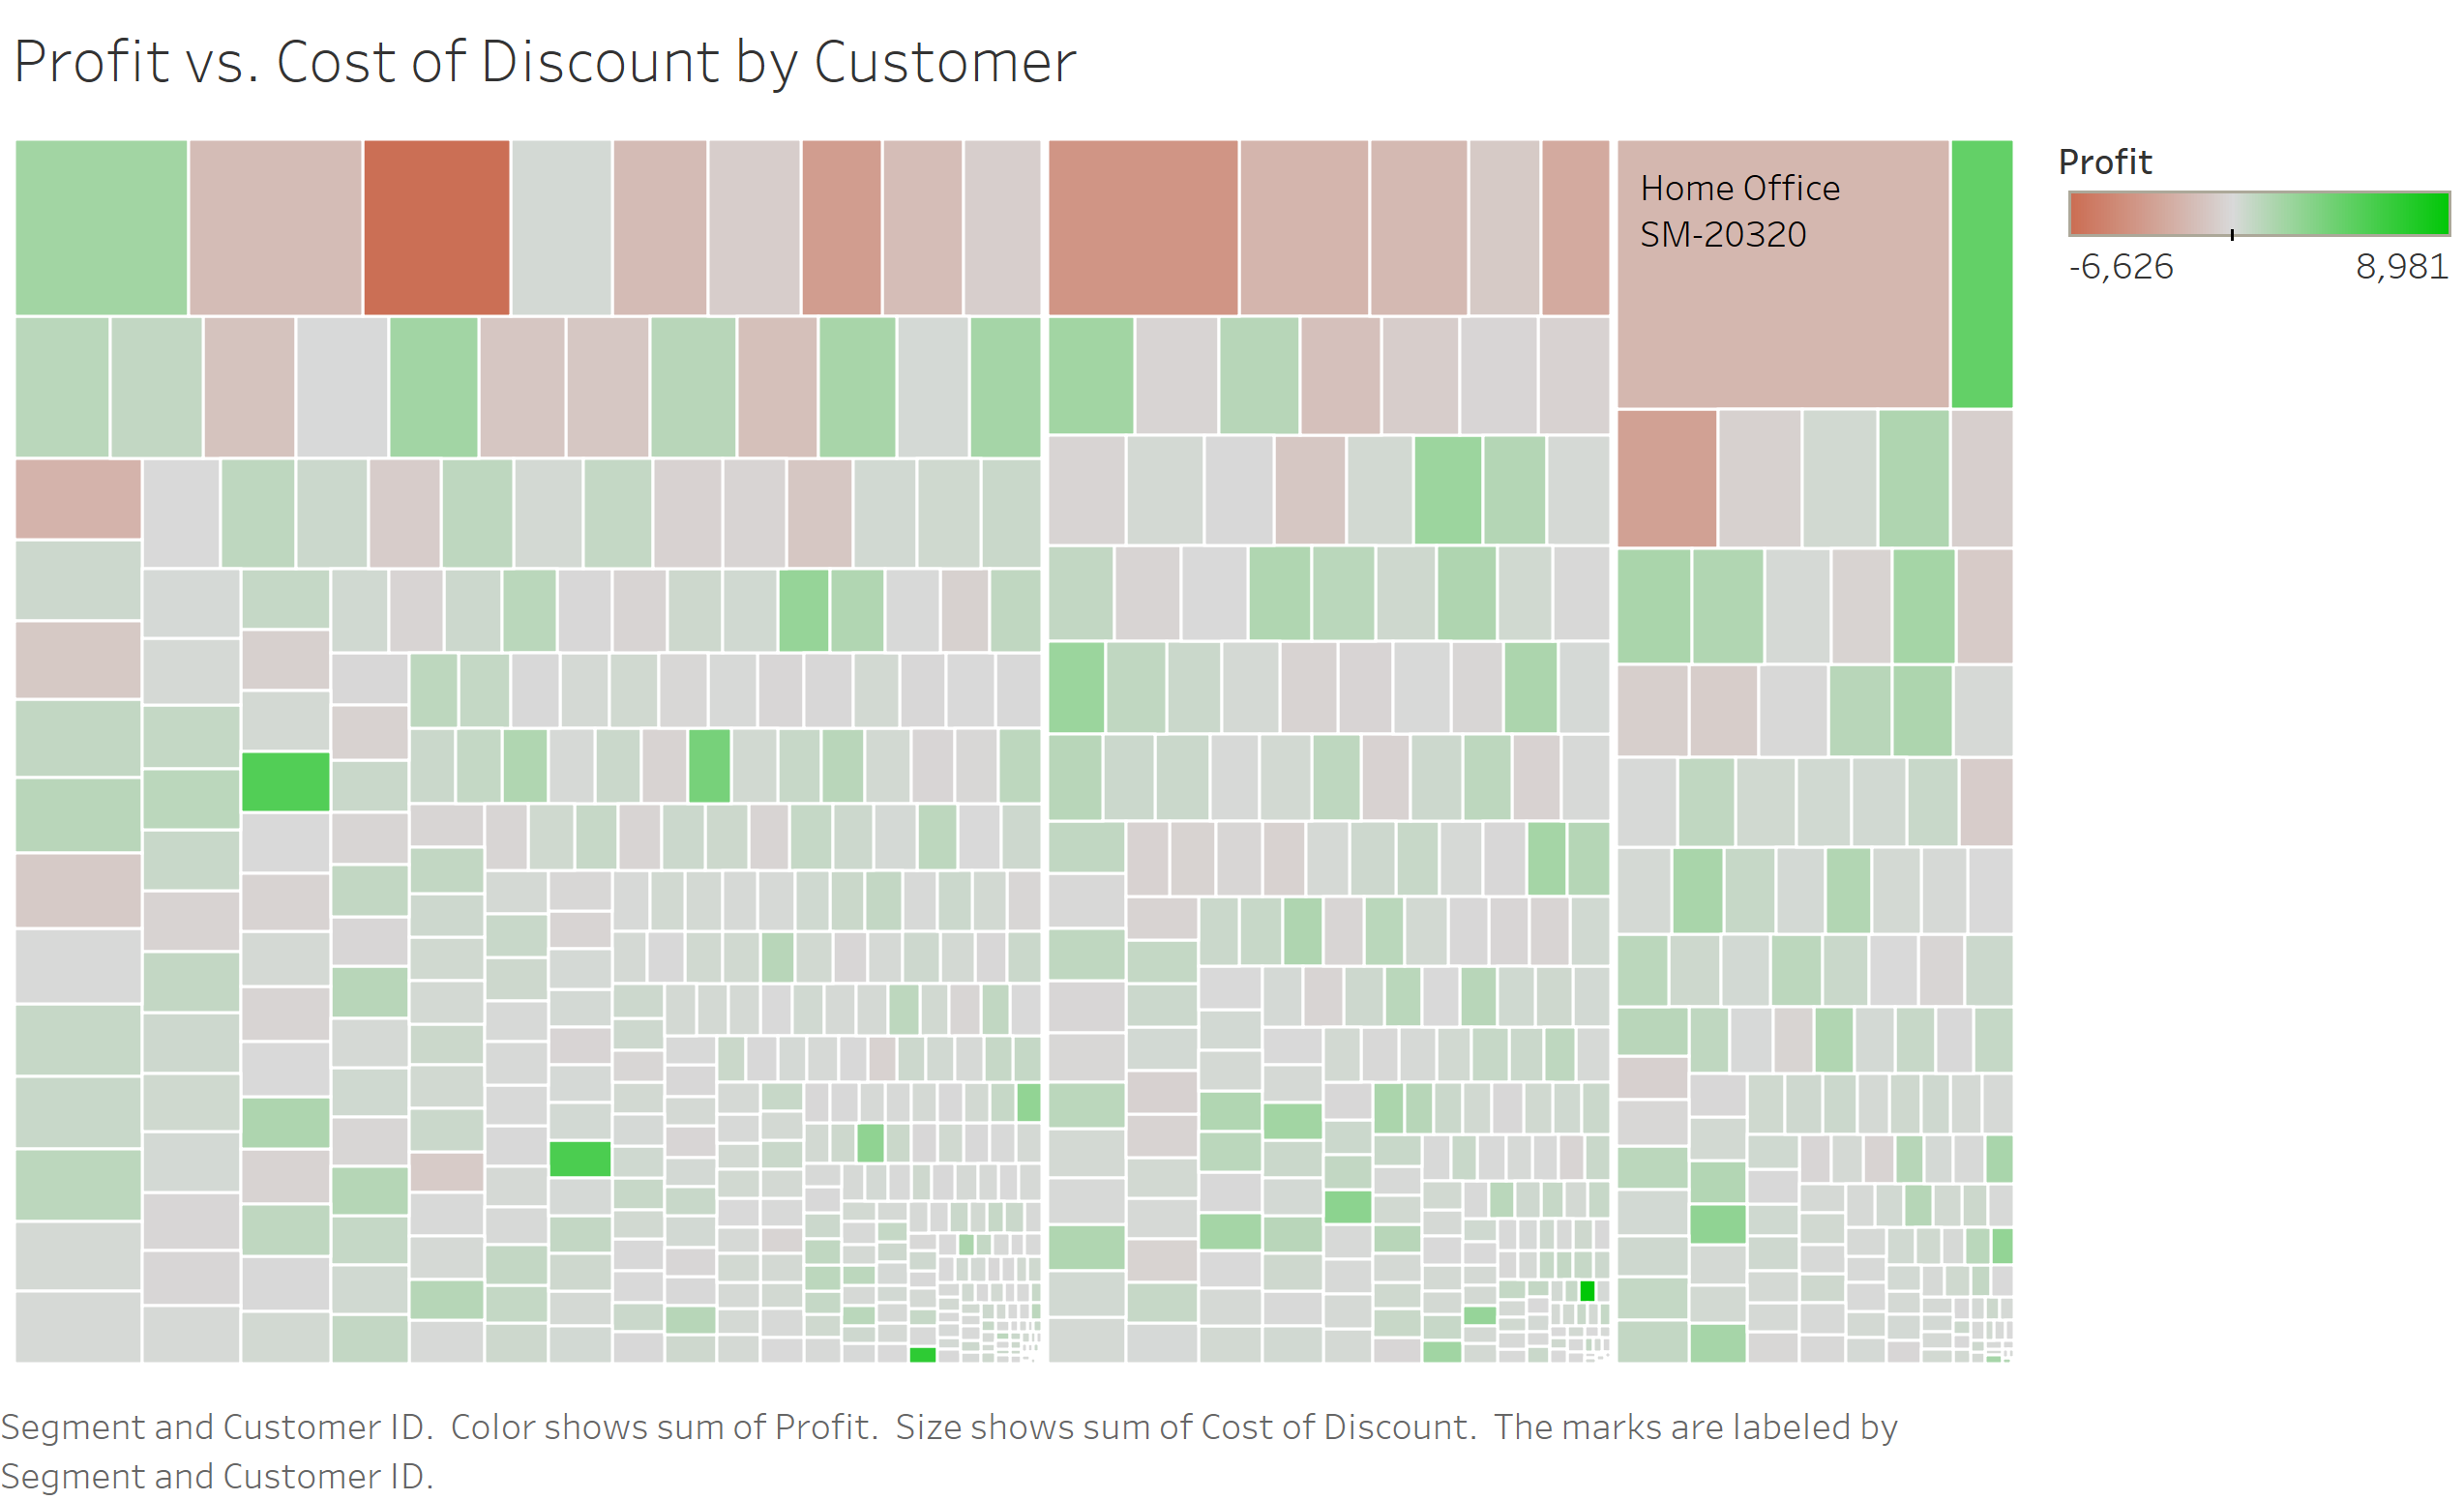 Profit vs. Cost of Discount by Customer
Home Office
SM-20320
Profit
-6,626 8,981
Segment and Customer ID.  Color shows sum of Profit.  Size shows sum of Cost of Discount.  The marks are labeled by
Segment and Customer ID.